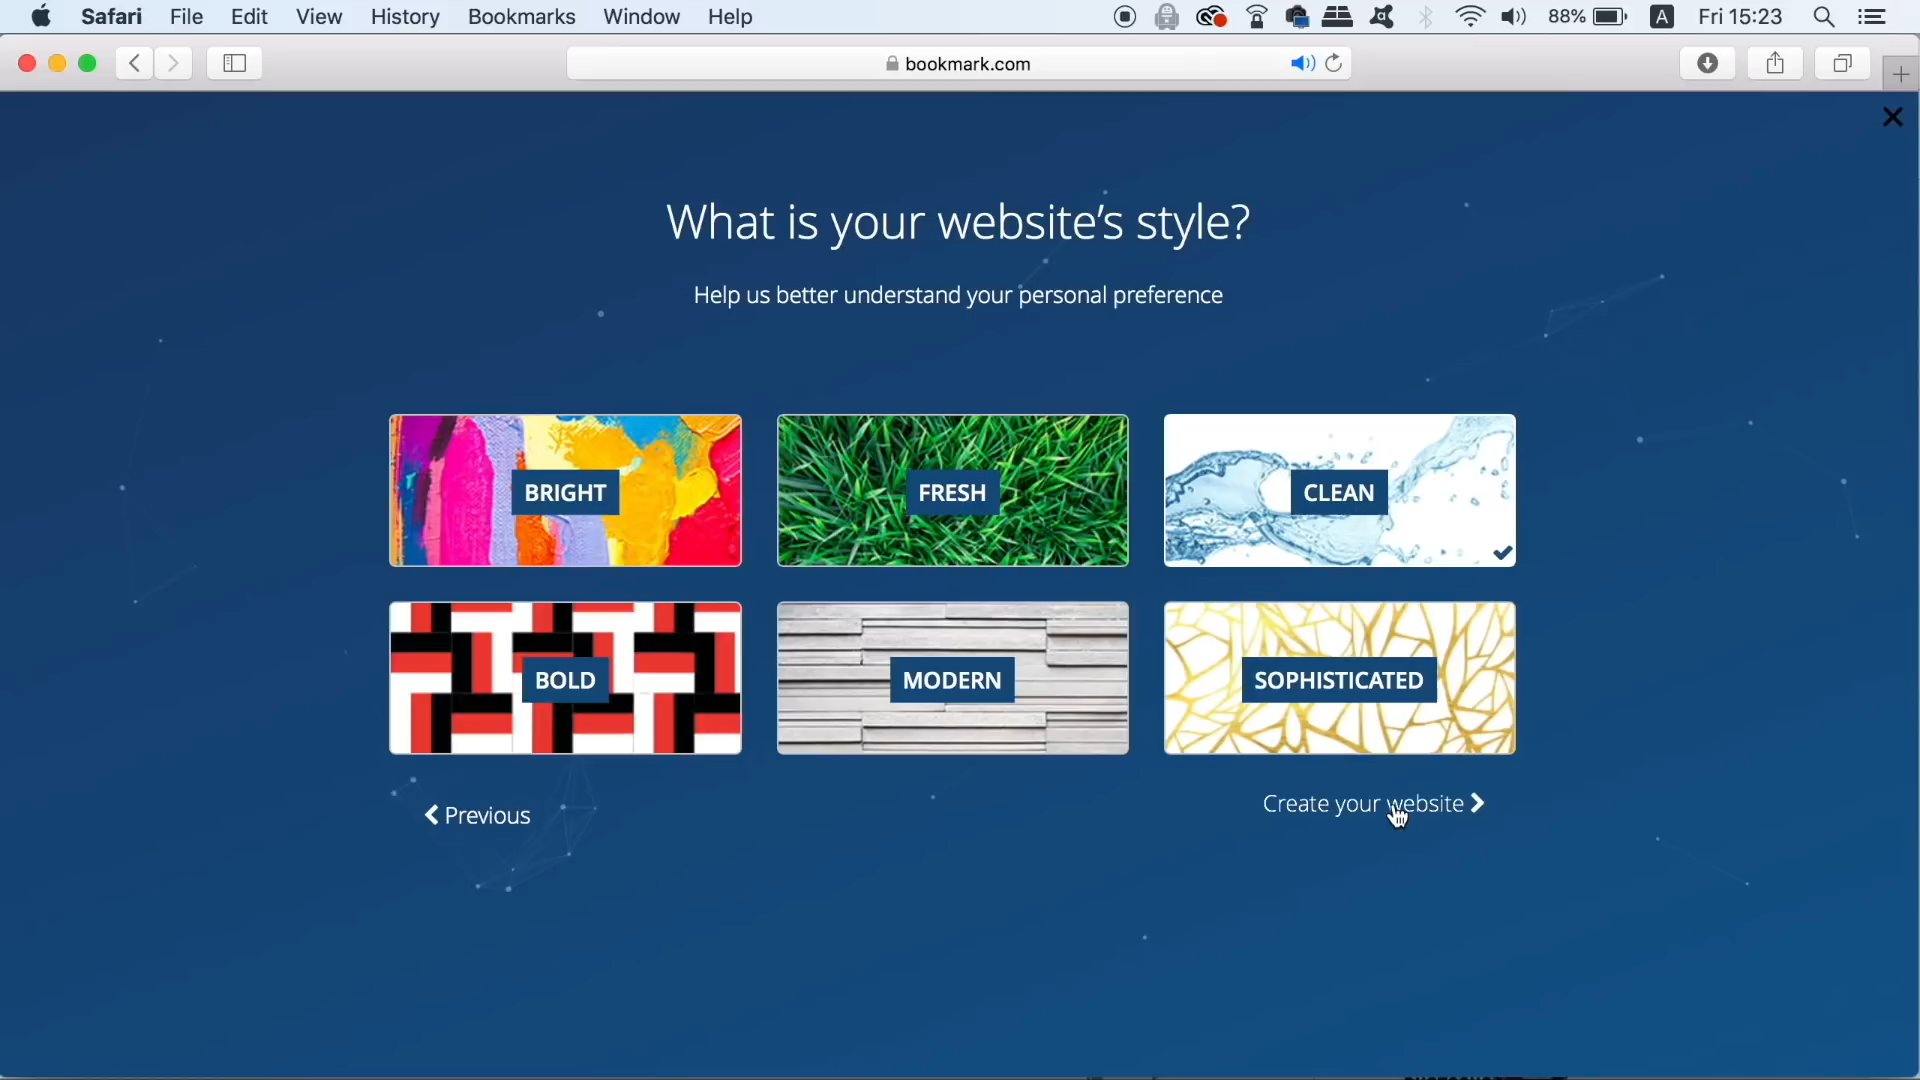 Safari File Edit View History Bookmarks Window Help 88% A Fri 15:23
bookmark.com
What is your website's style?
Help us better understand your personal preference
BRIGHT FRESH CLEAN
BOLD MODERN SOPHISTICATED
Previous Create your website